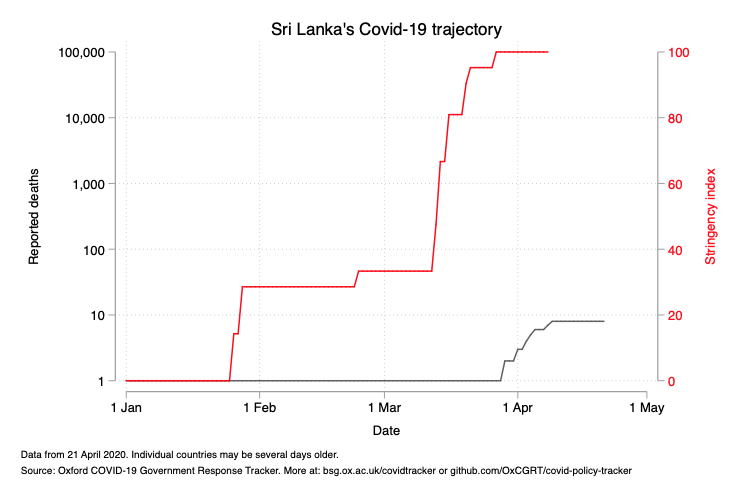 Sri Lanka's Covid-19 trajectory
100,000
10,000
1,000
100
10
1
Reported deaths
100
80
60
40
20
0
Stringency index
1 Jan
1 Feb
1 Mar
1 Apr
1 May
Date
Data from 21 April 2020. Individual countries may be several days older.
Source: Oxford COVID-19 Government Response Tracker. More at: bsg.ox.ac.uk/covidtracker or github.com/OxCGRT/covid-policy-tracker